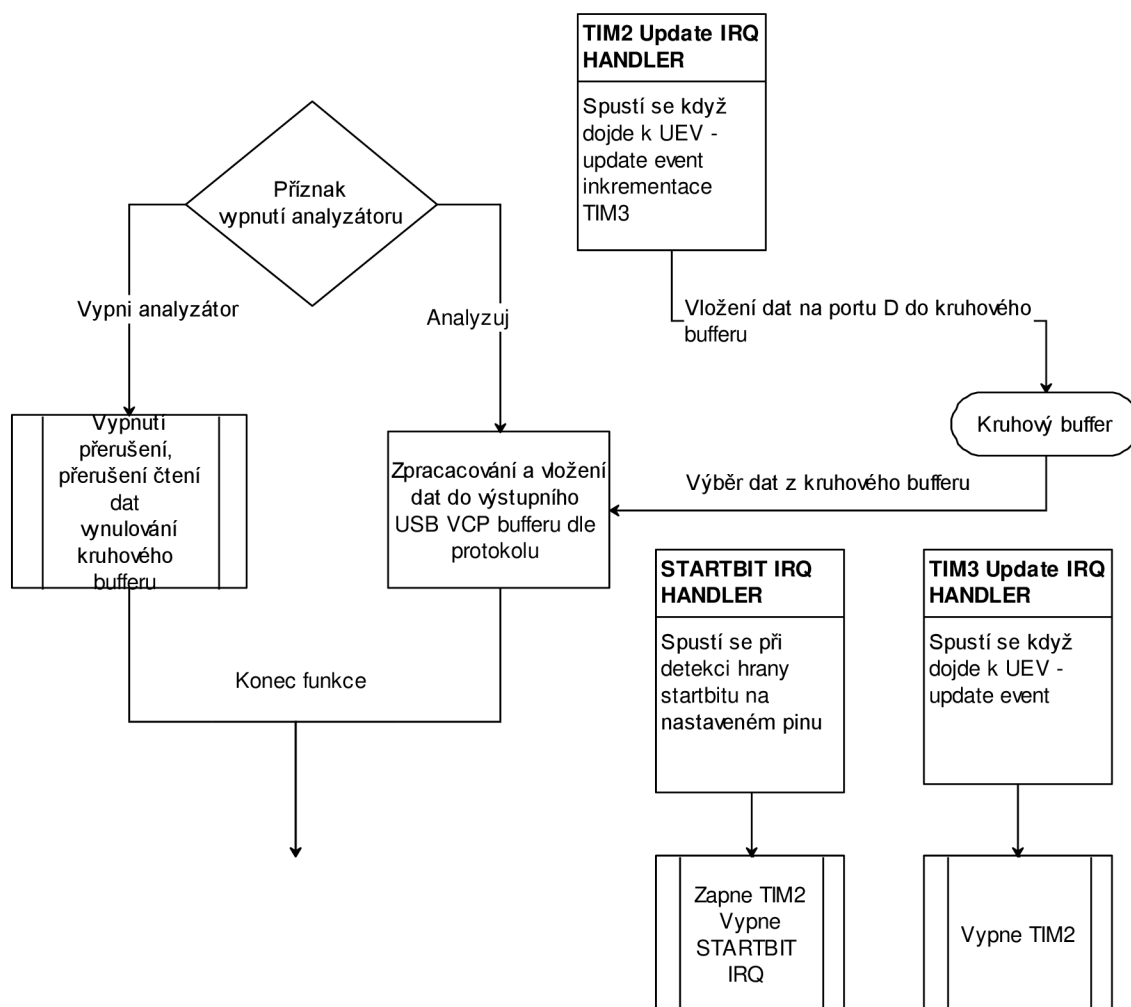 TIM2 Update IRQ
HANDLER
Spustí se když
dojde k UEV -
update event
inkrementace
TIM3
Příznak
vypnutí analyzátoru
Vypni analyzátor
Analyzuj
Vložení dat na portu D do kruhového
bufferu
Kruhový buffer
Výběr dat z kruhového bufferu
Vypnutí
přerušení,
přerušení čtení
dat
vynulování
kruhového
bufferu
Zpracacování a vložení
dat do výstupního
USB VCP bufferu dle
protokolu
Konec funkce
STARTBIT IRQ
HANDLER
Spustí se při
detekci hrany
startbitu na
nastaveném pinu
TIM3 Update IRQ
HANDLER
Spustí se když
dojde k UEV -
update event
Zapne TIM2
Vypne
STARTBIT
IRQ
Vypne TIM2